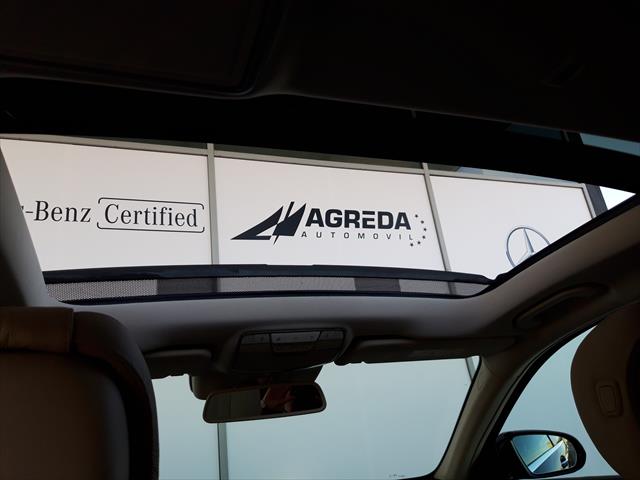 -Benz Certified
AGREDA
AUTOMOVIL